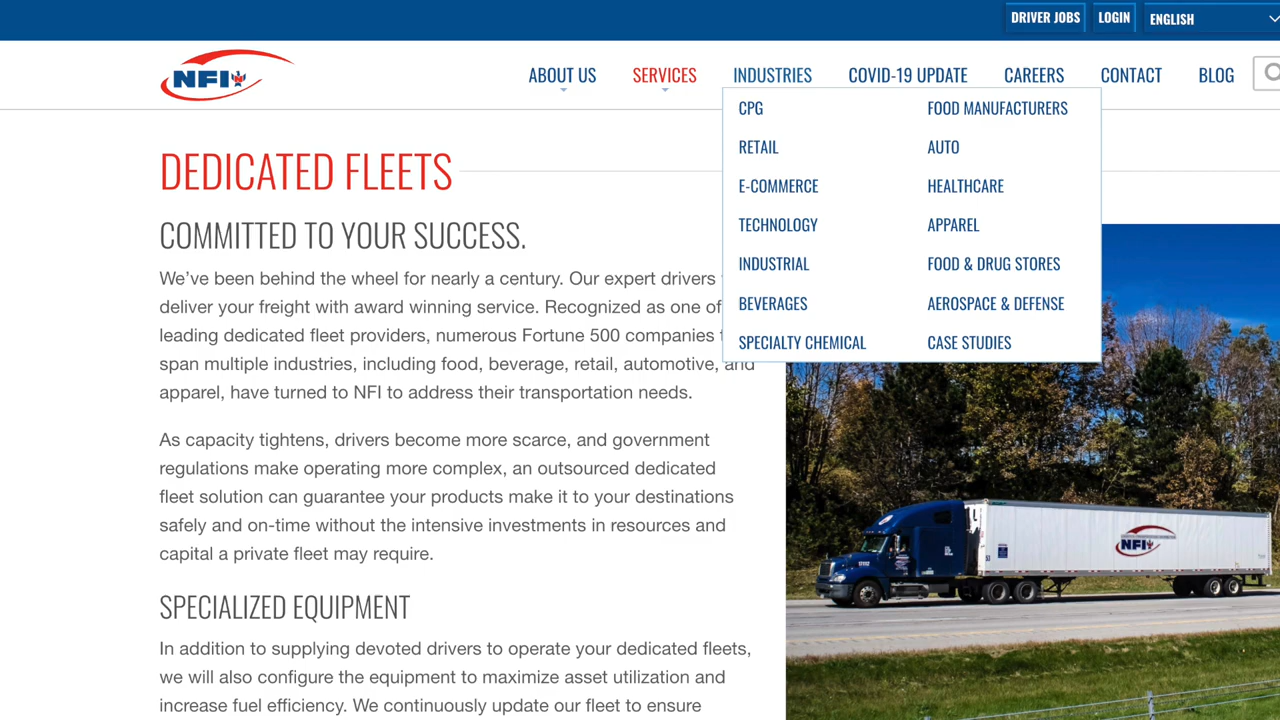 DRIVER JOBS LOGIN ENGLISH
NFI
ABOUT US SERVICES INDUSTRIES COVID-19 UPDATE CAREERS CONTACT BLOG
CPG FOOD MANUFACTURERS
RETAIL AUTO
E-COMMERCE HEALTHCARE
TECHNOLOGY APPAREL
INDUSTRIAL FOOD & DRUG STORES
BEVERAGES AEROSPACE & DEFENSE
SPECIALTY CHEMICAL CASE STUDIES
DEDICATED FLEETS
COMMITTED TO YOUR SUCCESS.
We've been behind the wheel for nearly a century. Our expert drivers
deliver your freight with award winning service. Recognized as one of
leading dedicated fleet providers, numerous Fortune 500 companies
span multiple industries, including food, beverage, retail, automotive, and
apparel, have turned to NFI to address their transportation needs.
As capacity tightens, drivers become more scarce, and government
regulations make operating more complex, an outsourced dedicated
fleet solution can guarantee your products make it to your destinations
safely and on-time without the intensive investments in resources and
capital a private fleet may require.
SPECIALIZED EQUIPMENT
In addition to supplying devoted drivers to operate your dedicated fleets,
we will also configure the equipment to maximize asset utilization and
increase fuel efficiency. We continuously update our fleet to ensure
NFI